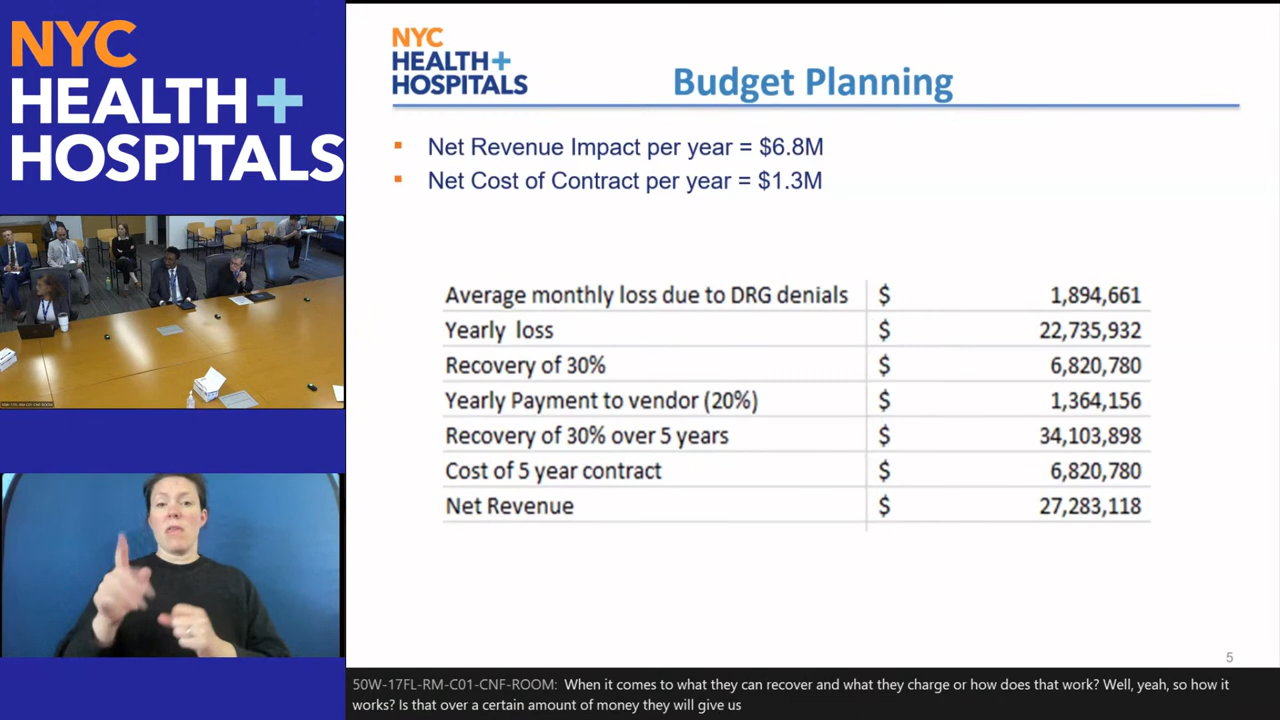 NYC
HEALTH+
HOSPITALS
50W-17FL-RM-C01-CNF-ROOM
NYC
HEALTH+
HOSPITALS
Budget Planning
Net Revenue Impact per year = $6.8M
Net Cost of Contract per year = $1.3M
Average monthly loss due to DRG denials $ 1,894,661
Yearly loss $ 22,735,932
Recovery of 30% $ 6,820,780
Yearly Payment to vendor (20%) $ 1,364,156
Recovery of 30% over 5 years $ 34,103,898
Cost of 5 year contract $ 6,820,780
Net Revenue $ 27,283,118
5
50W-17FL-RM-C01-CNF-ROOM: When it comes to what they can recover and what they charge or how does that work? Well, yeah, so how it
works? Is that over a certain amount of money they will give us